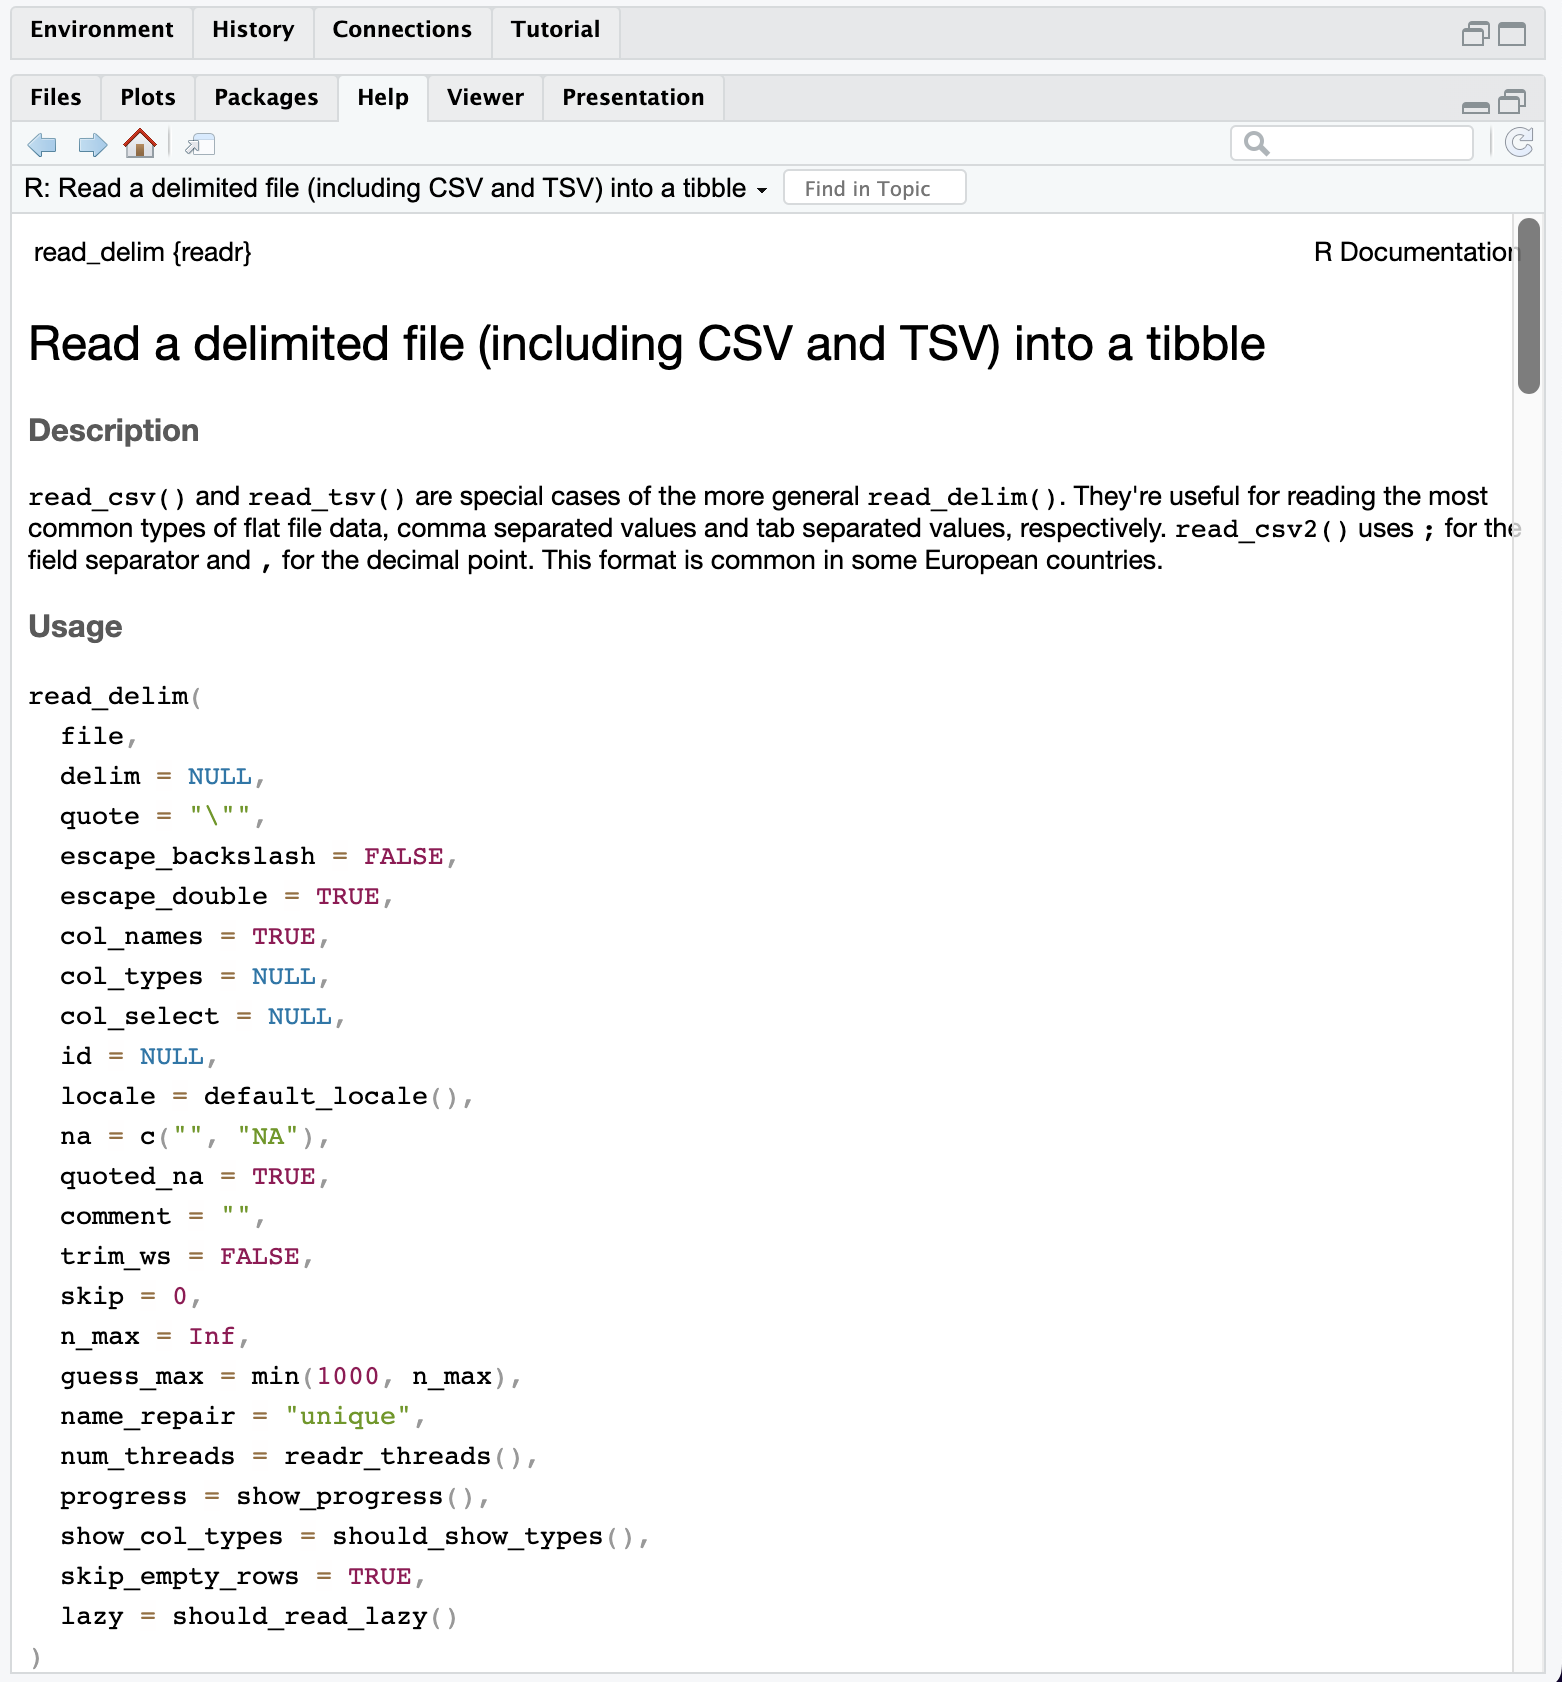 Environment History Connections Tutorial
Files Plots Packages Help Viewer Presentation
R: Read a delimited file (including CSV and TSV) into a tibble Find in Topic
read_delim {readr} R Documentation
Read a delimited file (including CSV and TSV) into a tibble
Description
read_csv() and read_tsv() are special cases of the more general read_delim(). They're useful for reading the most
common types of flat file data, comma separated values and tab separated values, respectively. read_csv2() uses ; for the
field separator and , for the decimal point. This format is common in some European countries.
Usage
read_delim(
  file,
  delim = NULL,
  quote = "\"",
  escape_backslash = FALSE,
  escape_double = TRUE,
  col_names = TRUE,
  col_types = NULL,
  col_select = NULL,
  id = NULL,
  locale = default_locale(),
  na = c("", "NA"),
  quoted_na = TRUE,
  comment = "",
  trim_ws = FALSE,
  skip = 0,
  n_max = Inf,
  guess_max = min(1000, n_max),
  name_repair = "unique",
  num_threads = readr_threads(),
  progress = show_progress(),
  show_col_types = should_show_types(),
  skip_empty_rows = TRUE,
  lazy = should_read_lazy()
)